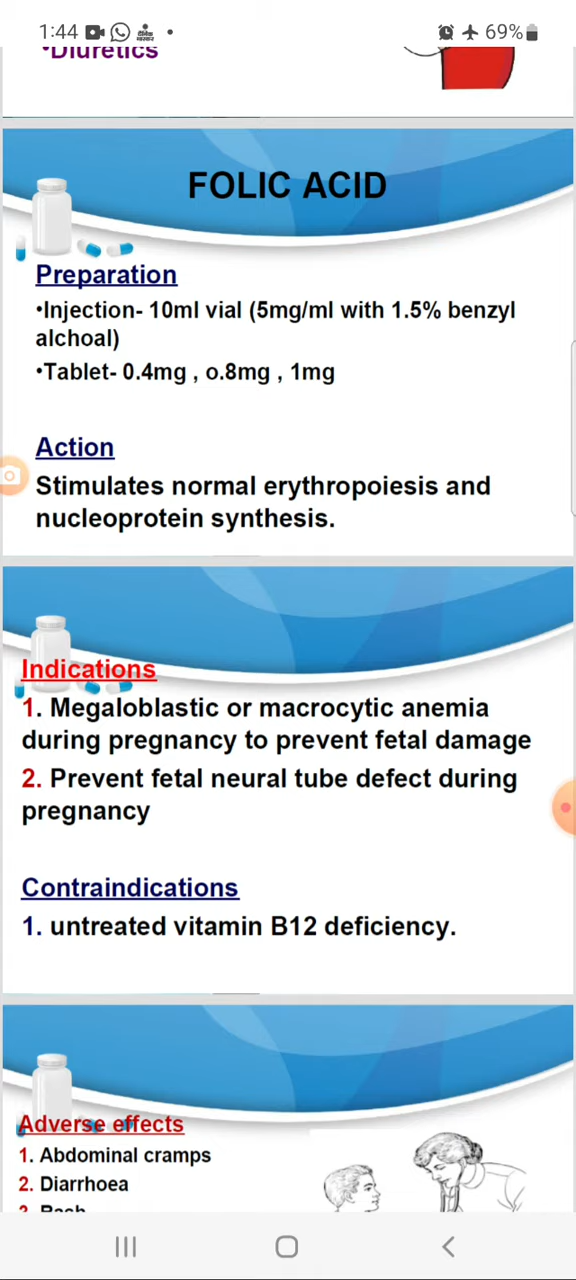 1:44
69%
•Diuretics
FOLIC ACID
Preparation
•Injection- 10ml vial (5mg/ml with 1.5% benzyl
alchoal)
•Tablet- 0.4mg , o.8mg , 1mg
Action
Stimulates normal erythropoiesis and
nucleoprotein synthesis.
Indications
1. Megaloblastic or macrocytic anemia
during pregnancy to prevent fetal damage
2. Prevent fetal neural tube defect during
pregnancy
Contraindications
1. untreated vitamin B12 deficiency.
Adverse effects
1. Abdominal cramps
2. Diarrhoea
3. Rash